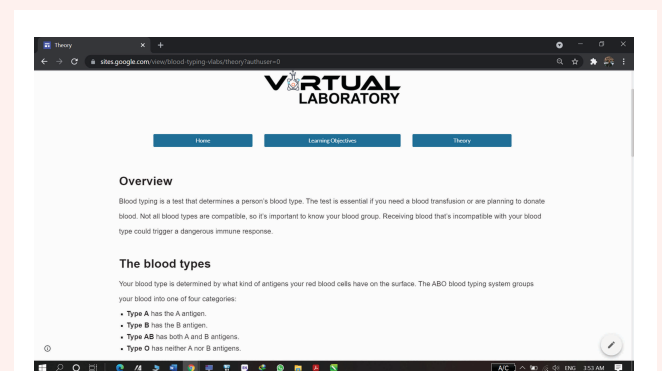 Theory
sites.google.com/view/blood-typing-vlabs/theory?authuser=0
VIRTUAL
LABORATORY
Home Learning Objectives Theory
Overview
Blood typing is a test that determines a person's blood type. The test is essential if you need a blood transfusion or are planning to donate
blood. Not all blood types are compatible, so it's important to know your blood group. Receiving blood that's incompatible with your blood
type could trigger a dangerous immune response.
The blood types
Your blood type is determined by what kind of antigens your red blood cells have on the surface. The ABO blood typing system groups
your blood into one of four categories:
• Type A has the A antigen.
• Type B has the B antigen.
• Type AB has both A and B antigens.
• Type O has neither A nor B antigens.
A/C ENG 3:53 AM